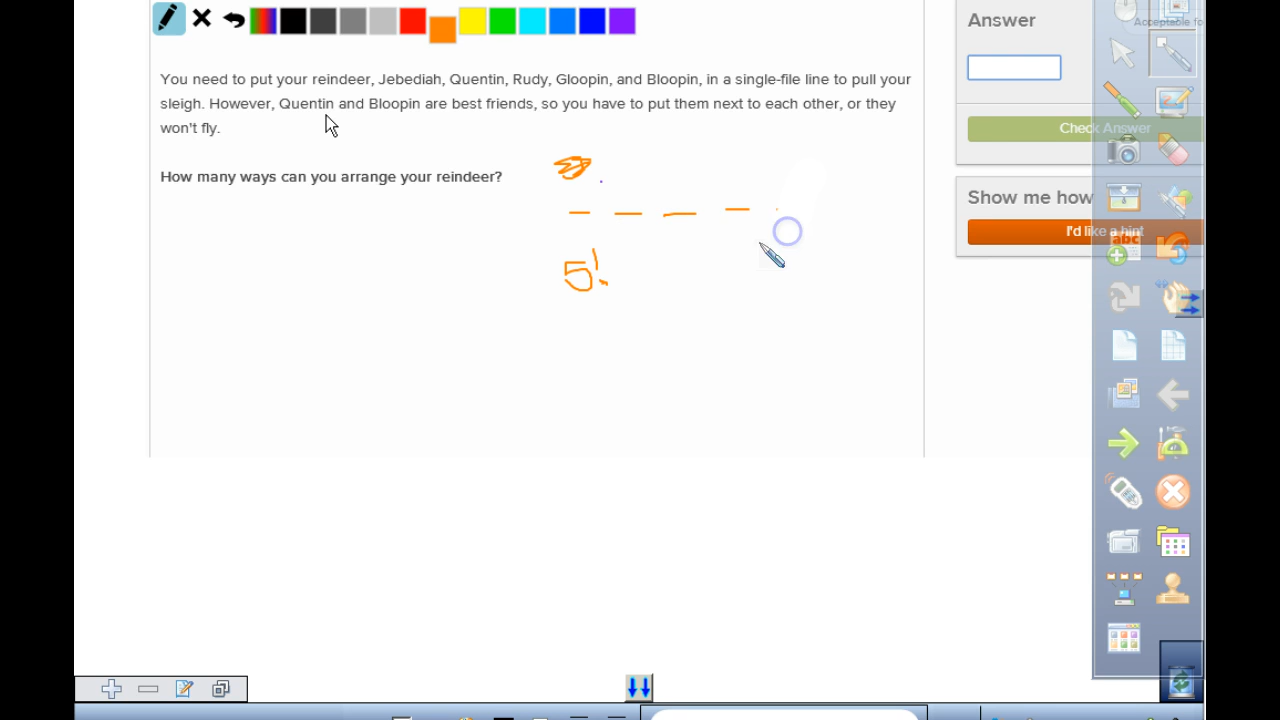 Answer
Acceptable fo
You need to put your reindeer, Jebediah, Quentin, Rudy, Gloopin, and Bloopin, in a single-file line to pull your
sleigh. However, Quentin and Bloopin are best friends, so you have to put them next to each other, or they
won't fly.
Check Answer
How many ways can you arrange your reindeer?
Show me how
I'd like a hint
abc
5!